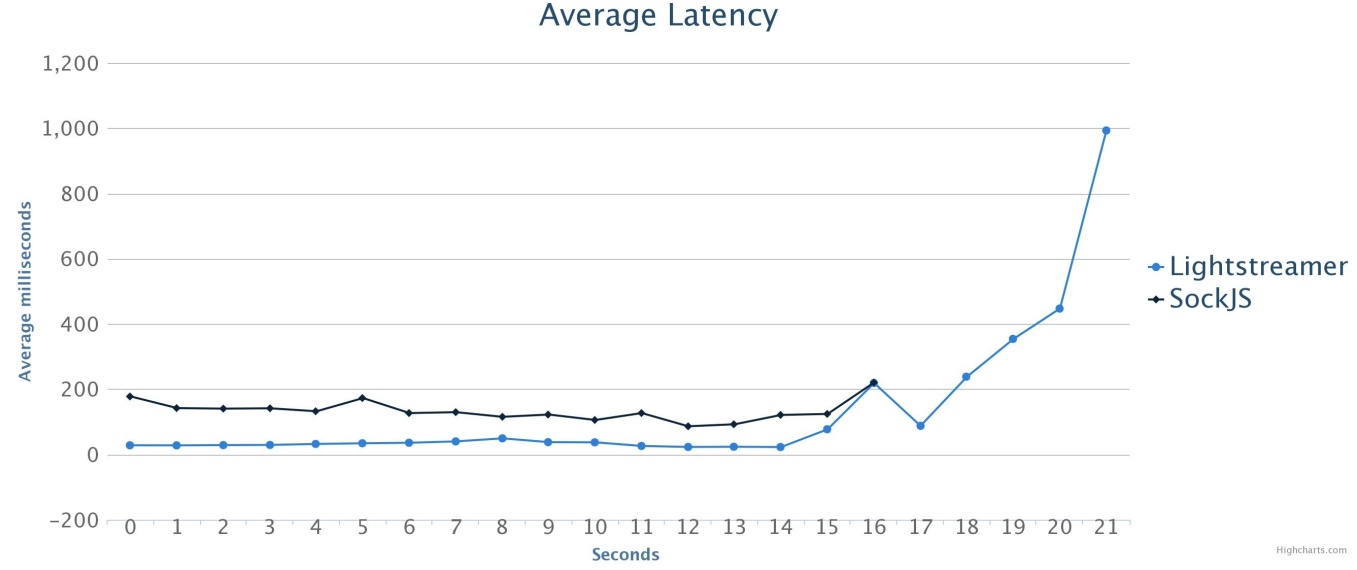 Average Latency
1,200
1,000
800
600
400
200
0
-200
Average milliseconds
0 1 2 3 4 5 6 7 8 9 10 11 12 13 14 15 16 17 18 19 20 21
Seconds
Lightstreamer
SockJS
Highcharts.com